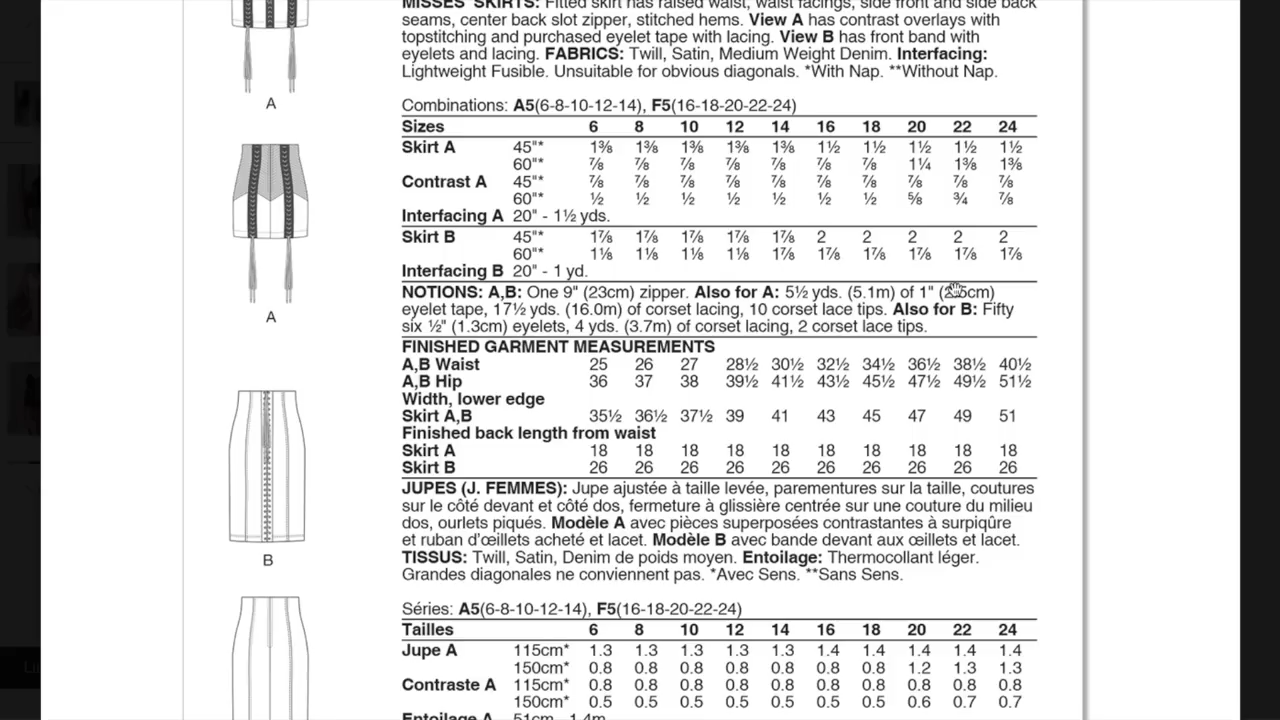 MISSES' SKIRTS: Fitted skirt has raised waist, waist facings, side front and side back
seams, center back slot zipper, stitched hems. View A has contrast overlays with
topstitching and purchased eyelet tape with lacing. View B has front band with
eyelets and lacing. FABRICS: Twill, Satin, Medium Weight Denim. Interfacing:
Lightweight Fusible. Unsuitable for obvious diagonals. *With Nap. **Without Nap.
A
Combinations: A5(6-8-10-12-14), F5(16-18-20-22-24)
Sizes 6 8 10 12 14 16 18 20 22 24
Skirt A 45"* 1⅜ 1⅜ 1⅜ 1⅜ 1⅜ 1½ 1½ 1½ 1½ 1½
60"* ⅞ ⅞ ⅞ ⅞ ⅞ ⅞ ⅞ 1¼ 1⅜ 1⅜
Contrast A 45"* ⅞ ⅞ ⅞ ⅞ ⅞ ⅞ ⅞ ⅞ ⅞ ⅞
60"* ½ ½ ½ ½ ½ ½ ½ ⅝ ¾ ⅞
Interfacing A 20" - 1½ yds.
Skirt B 45"* 1⅞ 1⅞ 1⅞ 1⅞ 1⅞ 2 2 2 2 2
60"* 1⅛ 1⅛ 1⅛ 1⅛ 1⅞ 1⅞ 1⅞ 1⅞ 1⅞ 1⅞
Interfacing B 20" - 1 yd.
NOTIONS: A,B: One 9" (23cm) zipper. Also for A: 5½ yds. (5.1m) of 1"
eyelet tape, 17½ yds. (16.0m) of corset lacing, 10 corset lace tips. Also for B: Fifty
six ½" (1.3cm) eyelets, 4 yds. (3.7m) of corset lacing, 2 corset lace tips.
A
FINISHED GARMENT MEASUREMENTS
A,B Waist 25 26 27 28½ 30½ 32½ 34½ 36½ 38½ 40½
A,B Hip 36 37 38 39½ 41½ 43½ 45½ 47½ 49½ 51½
Width, lower edge
Skirt A,B 35½ 36½ 37½ 39 41 43 45 47 49 51
Finished back length from waist
Skirt A 18 18 18 18 18 18 18 18 18 18
Skirt B 26 26 26 26 26 26 26 26 26 26
JUPES (J. FEMMES): Jupe ajustée à taille levée, parementures sur la taille, coutures
sur le côté devant et côté dos, fermeture à glissière centrée sur une couture du milieu
dos, ourlets piqués. Modèle A avec pièces superposées contrastantes à surpiqûre
et ruban d'œillets acheté et lacet. Modèle B avec bande devant aux œillets et lacet.
TISSUS: Twill, Satin, Denim de poids moyen. Entoilage: Thermocollant léger.
Grandes diagonales ne conviennent pas. *Avec Sens. **Sans Sens.
B
Séries: A5(6-8-10-12-14), F5(16-18-20-22-24)
Tailles 6 8 10 12 14 16 18 20 22 24
Jupe A 115cm* 1.3 1.3 1.3 1.3 1.3 1.4 1.4 1.4 1.4 1.4
150cm* 0.8 0.8 0.8 0.8 0.8 0.8 0.8 1.2 1.3 1.3
Contraste A 115cm* 0.8 0.8 0.8 0.8 0.8 0.8 0.8 0.8 0.8 0.8
150cm* 0.5 0.5 0.5 0.5 0.5 0.5 0.5 0.6 0.7 0.7
Entoilage A 51cm - 1.4m